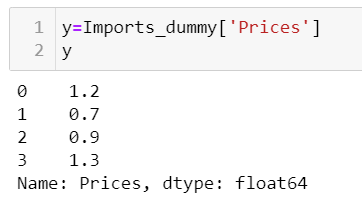 1 y=Imports_dummy['Prices']
2 y
0    1.2
1    0.7
2    0.9
3    1.3
Name: Prices, dtype: float64